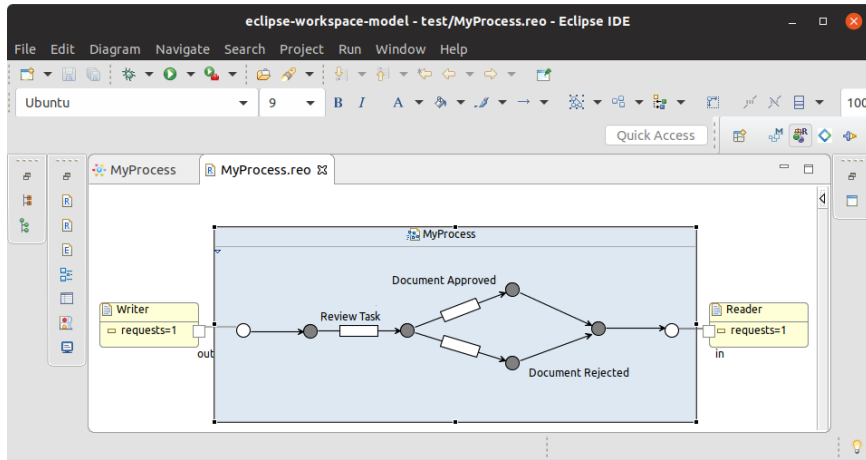 eclipse-workspace-model - test/MyProcess.reo - Eclipse IDE
File Edit Diagram Navigate Search Project Run Window Help
Ubuntu 9 B I A 100
Quick Access
MyProcess MyProcess.reo
MyProcess
Document Approved
Writer Review Task Reader
requests=1 requests=1
out in
Document Rejected